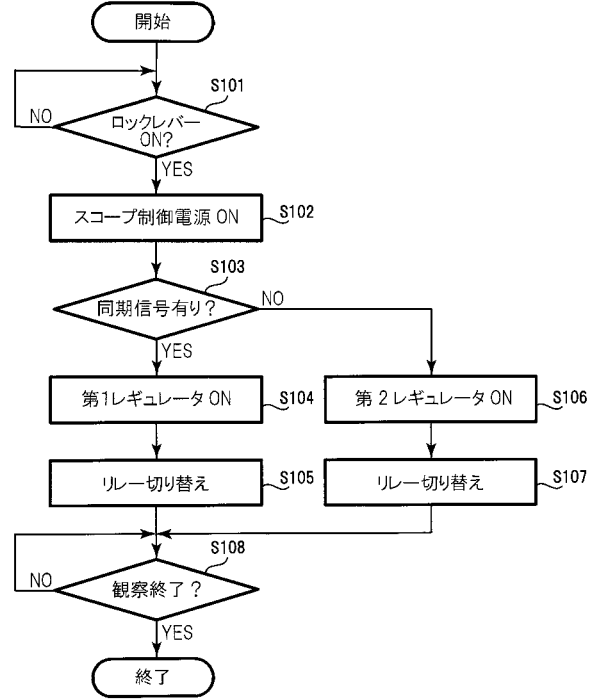 開始
S101
ロックレバー
ON?
NO
YES
スコープ制御電源 ON
S102
S103
同期信号有り?
NO
YES
第1レギュレータ ON
S104
第2レギュレータ ON
S106
リレー切り替え
S105
リレー切り替え
S107
S108
観察終了?
NO
YES
終了